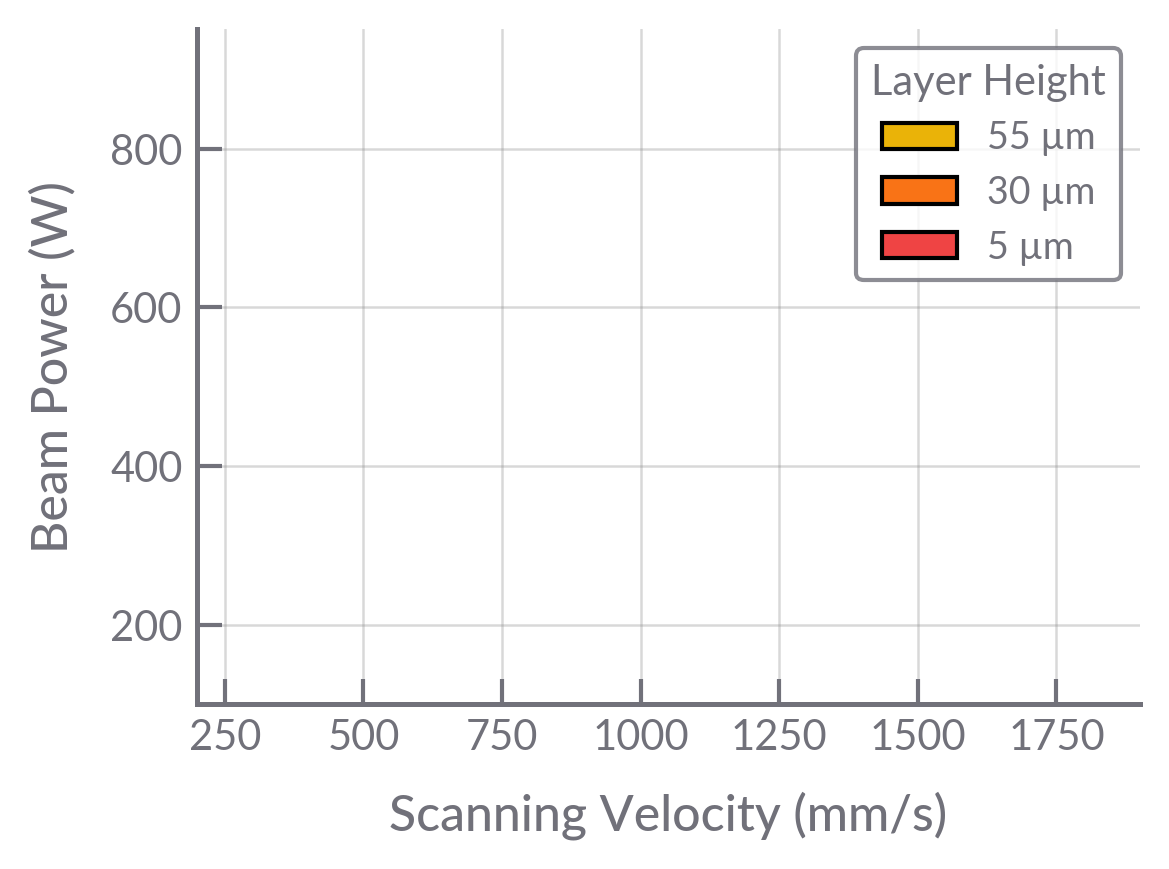 Layer Height
55 µm
30 µm
5 µm
Beam Power (W)
800
600
400
200
250 500 750 1000 1250 1500 1750
Scanning Velocity (mm/s)